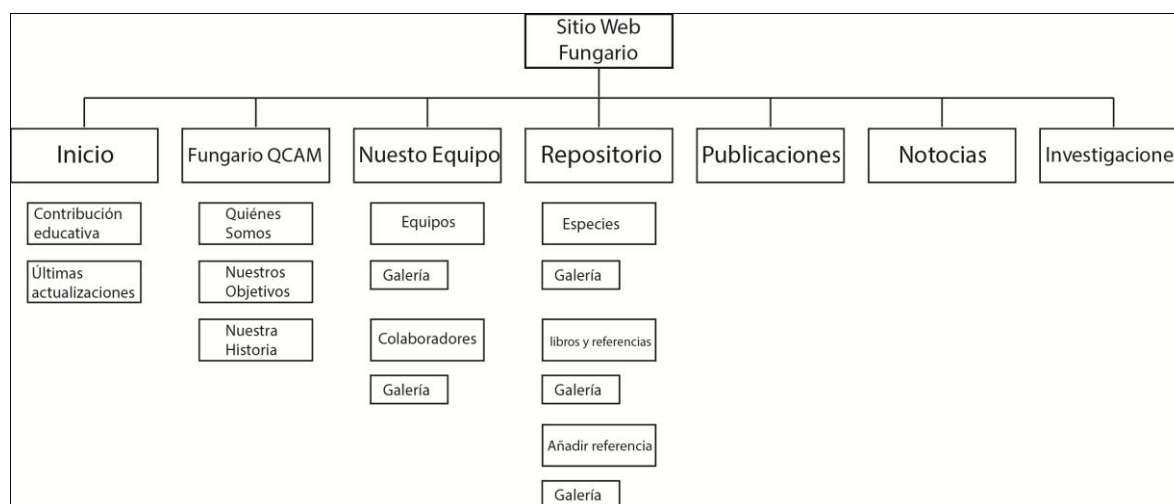 Sitio Web
Fungario
Inicio
Fungario QCAM
Nuesto Equipo
Repositorio
Publicaciones
Notocias
Investigacione
Contribución
educativa
Últimas
actualizaciones
Quiénes
Somos
Nuestros
Objetivos
Nuestra
Historia
Equipos
Galería
Colaboradores
Galería
Especies
Galería
libros y referencias
Galería
Añadir referencia
Galería